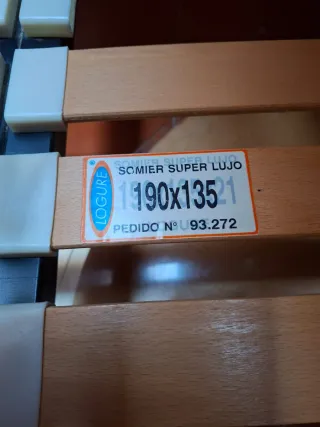 LOGURE
SOMIER SUPER LUJO
190x135
PEDIDO Nº 93.272